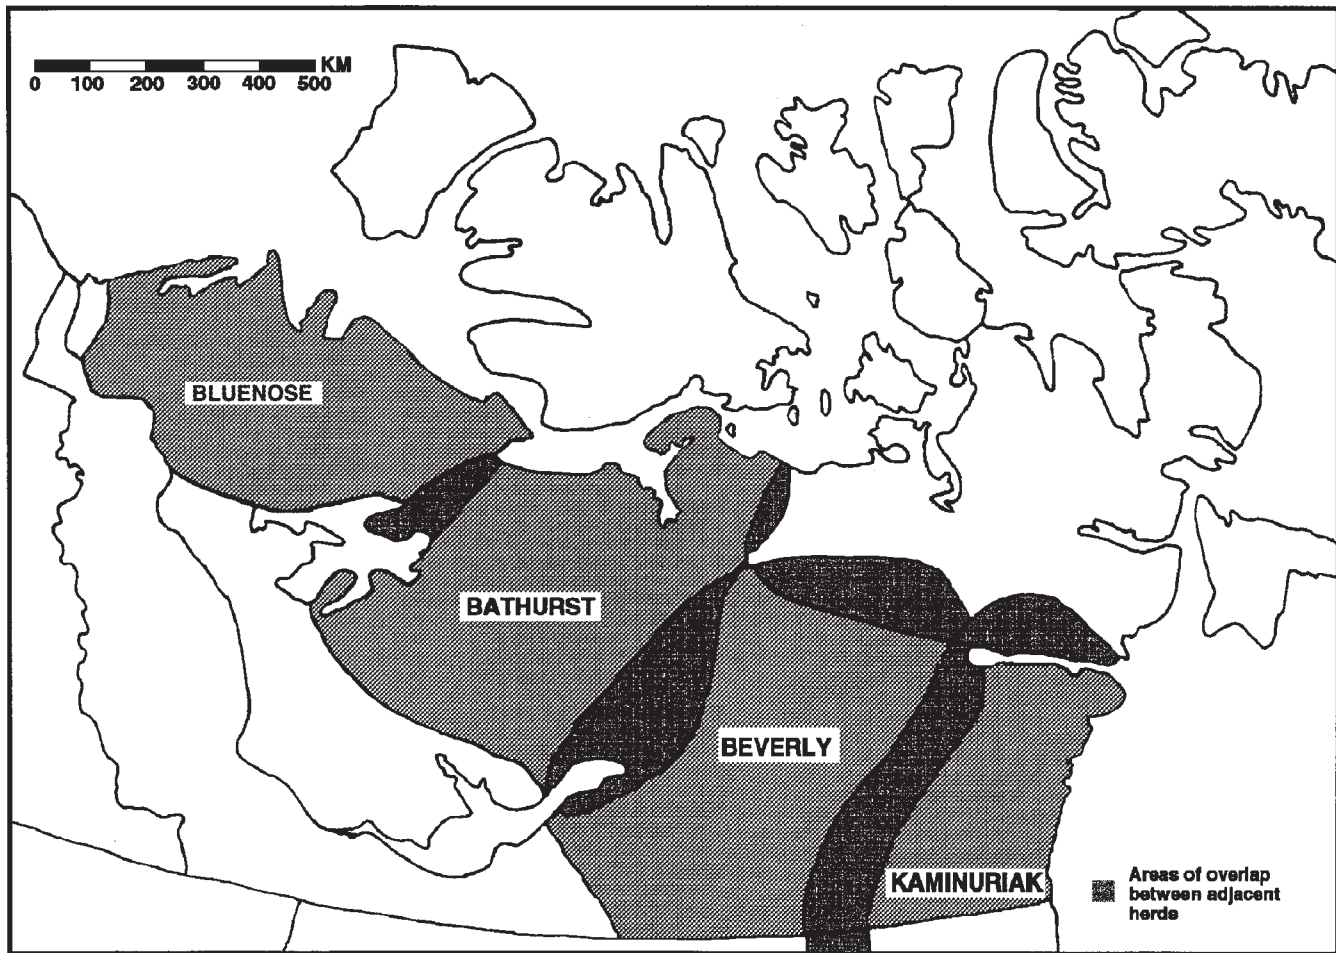 KM
0 100 200 300 400 500
BLUENOSE
BATHURST
BEVERLY
KAMINURIAK
Areas of overlap
between adjacent
herds